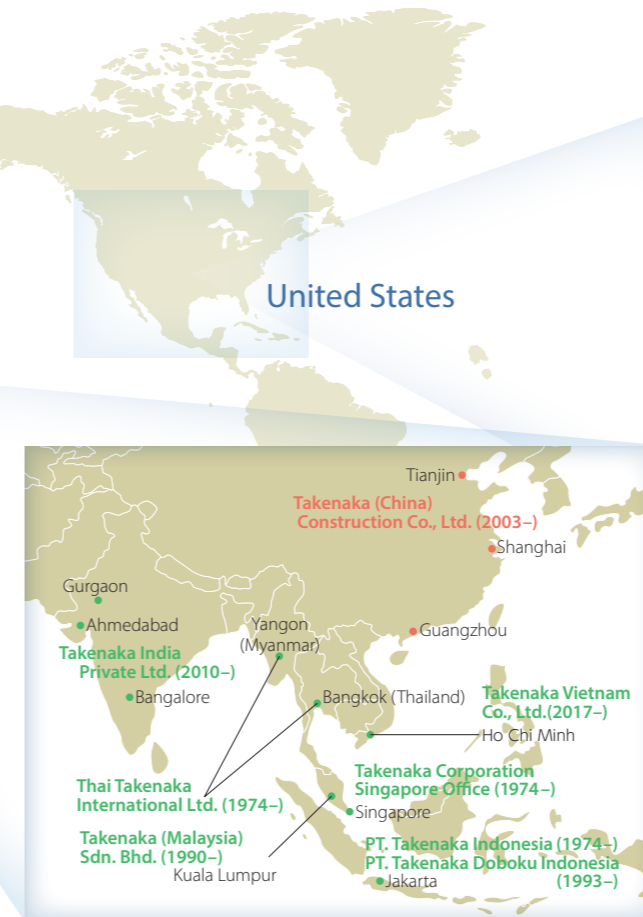 United States
Tianjin
Takenaka (China)
Construction Co., Ltd. (2003–)
Shanghai
Gurgaon
Ahmedabad
Yangon
(Myanmar)
Guangzhou
Takenaka India
Private Ltd. (2010–)
Bangalore
Bangkok (Thailand)
Takenaka Vietnam
Co., Ltd.(2017–)
Ho Chi Minh
Thai Takenaka
International Ltd. (1974–)
Takenaka Corporation
Singapore Office (1974–)
Singapore
Takenaka (Malaysia)
Sdn. Bhd. (1990–)
Kuala Lumpur
PT. Takenaka Indonesia (1974–)
PT. Takenaka Doboku Indonesia
(1993–)
Jakarta